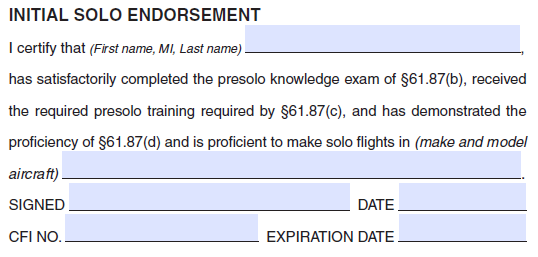 INITIAL SOLO ENDORSEMENT
I certify that (First name, MI, Last name) ,
has satisfactorily completed the presolo knowledge exam of §61.87(b), received
the required presolo training required by §61.87(c), and has demonstrated the
proficiency of §61.87(d) and is proficient to make solo flights in (make and model
aircraft) .
SIGNED DATE
CFI NO. EXPIRATION DATE